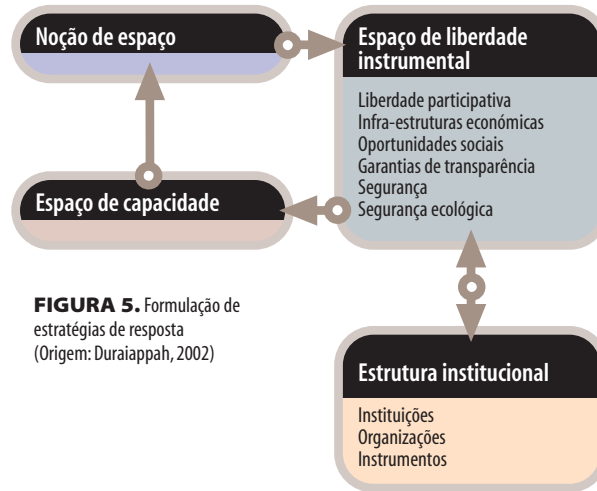 Noção de espaço
Espaço de liberdade
instrumental
Liberdade participativa
Infra-estruturas económicas
Oportunidades sociais
Garantias de transparência
Segurança
Segurança ecológica
Espaço de capacidade
FIGURA 5. Formulação de
estratégias de resposta
(Origem: Duraiappah, 2002)
Estrutura institucional
Instituições
Organizações
Instrumentos